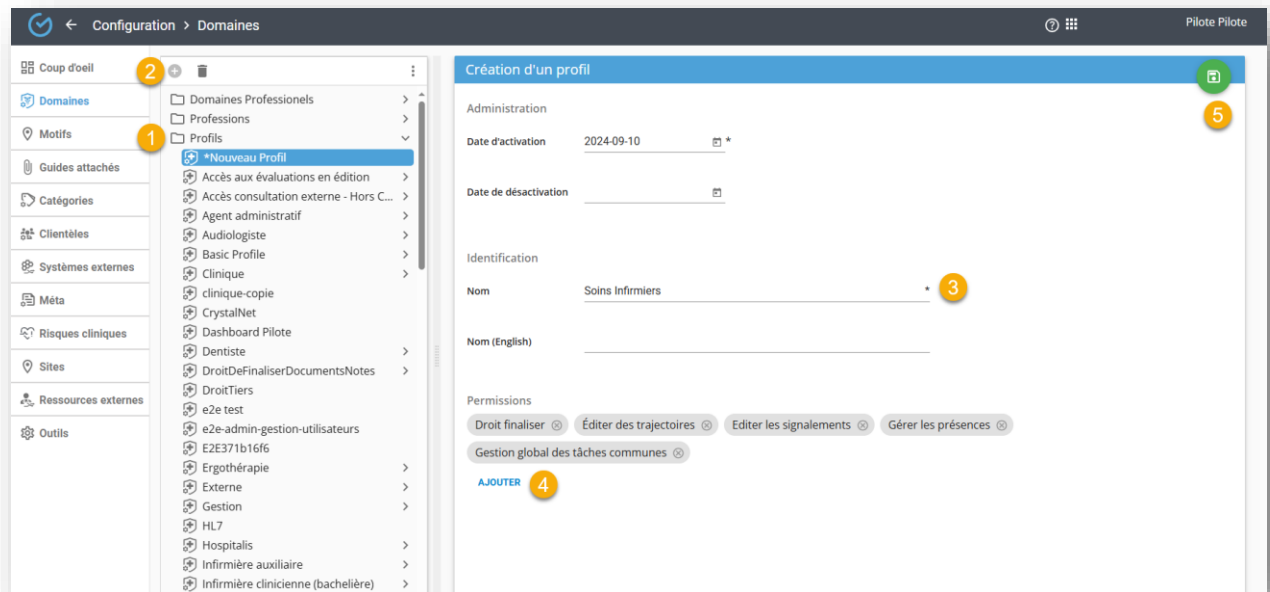 Configuration > Domaines
Pilote Pilote
Coup d'oeil
Domaines
Motifs
Guides attachés
Catégories
Clientèles
Systèmes externes
Méta
Risques cliniques
Sites
Ressources externes
Outils
2
Domaines Professionels
Professions
1
Profils
*Nouveau Profil
Accès aux évaluations en édition
Accès consultation externe - Hors C...
Agent administratif
Audiologiste
Basic Profile
Clinique
clinique-copie
CrystalNet
Dashboard Pilote
Dentiste
DroitDeFinaliserDocumentsNotes
DroitTiers
e2e test
e2e-admin-gestion-utilisateurs
E2E371b16f6
Ergothérapie
Externe
Gestion
HL7
Hospitalis
Infirmière auxiliaire
Infirmière clinicienne (bachelière)
Création d'un profil
5
Administration
Date d'activation 2024-09-10 *
Date de désactivation
Identification
Nom Soins Infirmiers * 3
Nom (English)
Permissions
Droit finaliser Éditer des trajectoires Editer les signalements Gérer les présences
Gestion global des tâches communes
AJOUTER 4